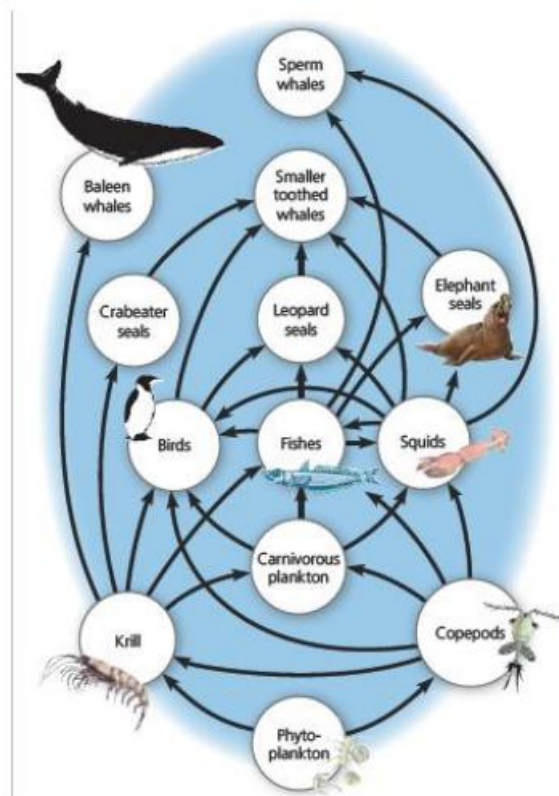 Sperm
whales
Baleen
whales
Smaller
toothed
whales
Crabeater
seals
Leopard
seals
Elephant
seals
Birds
Fishes
Squids
Carnivorous
plankton
Krill
Copepods
Phyto-
plankton